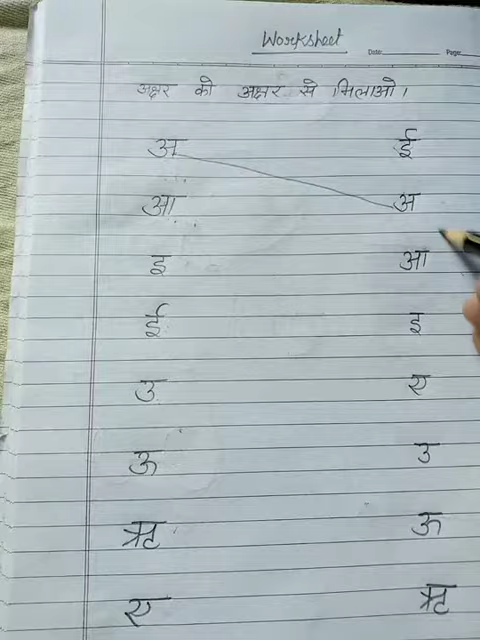 Worksheet
Date: Page:
अक्षर को अक्षर से मिलाओ।
अ ई
आ अ
इ आ
ई इ
उ ए
ऊ उ
ऋ ऊ
ए ऋ